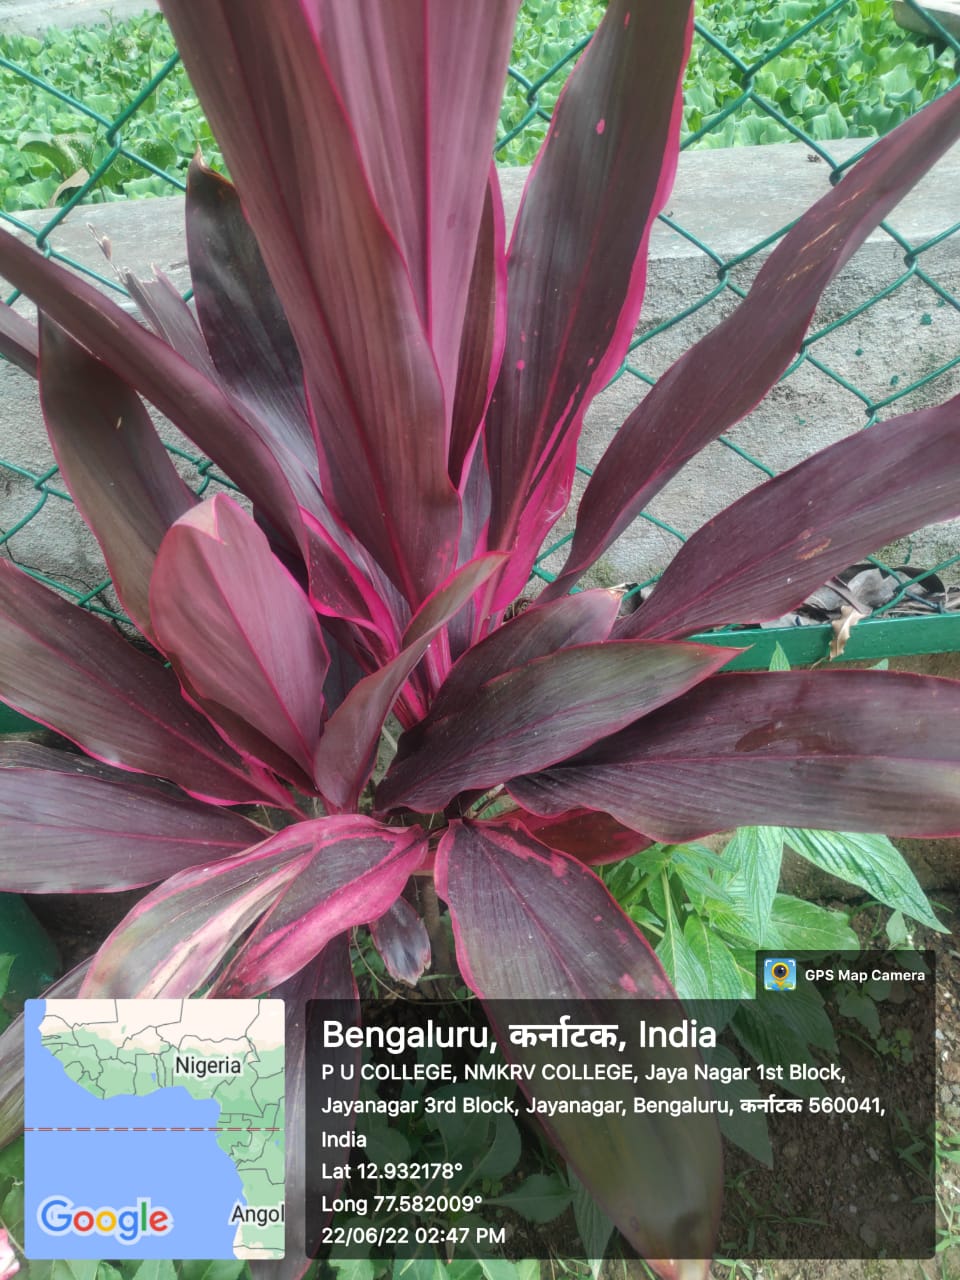 GPS Map Camera
Bengaluru, कर्नाटक, India
P U COLLEGE, NMKRV COLLEGE, Jaya Nagar 1st Block,
Jayanagar 3rd Block, Jayanagar, Bengaluru, कर्नाटक 560041,
India
Lat 12.932178°
Long 77.582009°
22/06/22 02:47 PM
Nigeria
Google
Angol